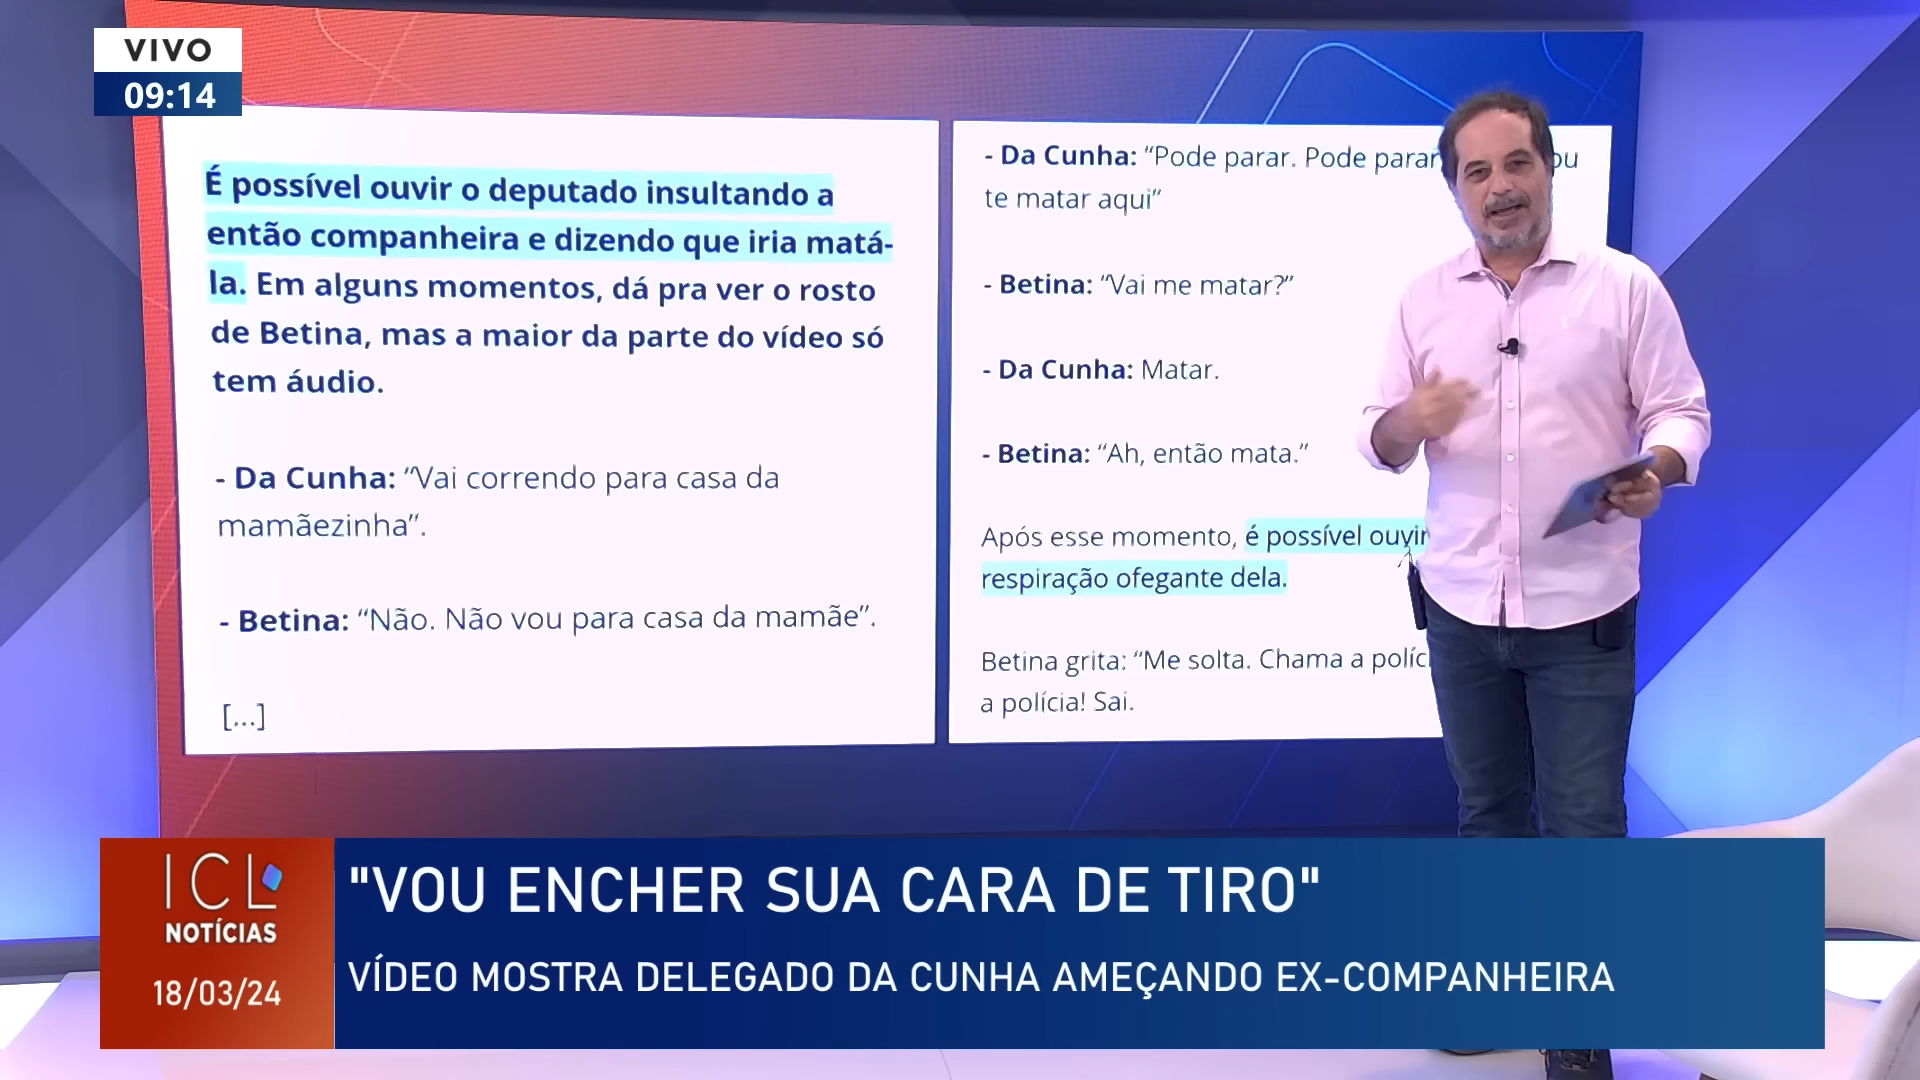 VIVO
09:14
É possível ouvir o deputado insultando a
então companheira e dizendo que iria matá-
la. Em alguns momentos, dá pra ver o rosto
de Betina, mas a maior da parte do vídeo só
tem áudio.
- Da Cunha: “Vai correndo para casa da
mamãezinha”.
- Betina: “Não. Não vou para casa da mamãe”.
[...]
- Da Cunha: “Pode parar. Pode parar
te matar aqui”
- Betina: “Vai me matar?”
- Da Cunha: Matar.
- Betina: “Ah, então mata.”
Após esse momento, é possível ouvir
respiração ofegante dela.
Betina grita: “Me solta. Chama a
a polícia! Sai.
ICL
NOTÍCIAS
18/03/24
"VOU ENCHER SUA CARA DE TIRO"
VÍDEO MOSTRA DELEGADO DA CUNHA AMEÇANDO EX-COMPANHEIRA